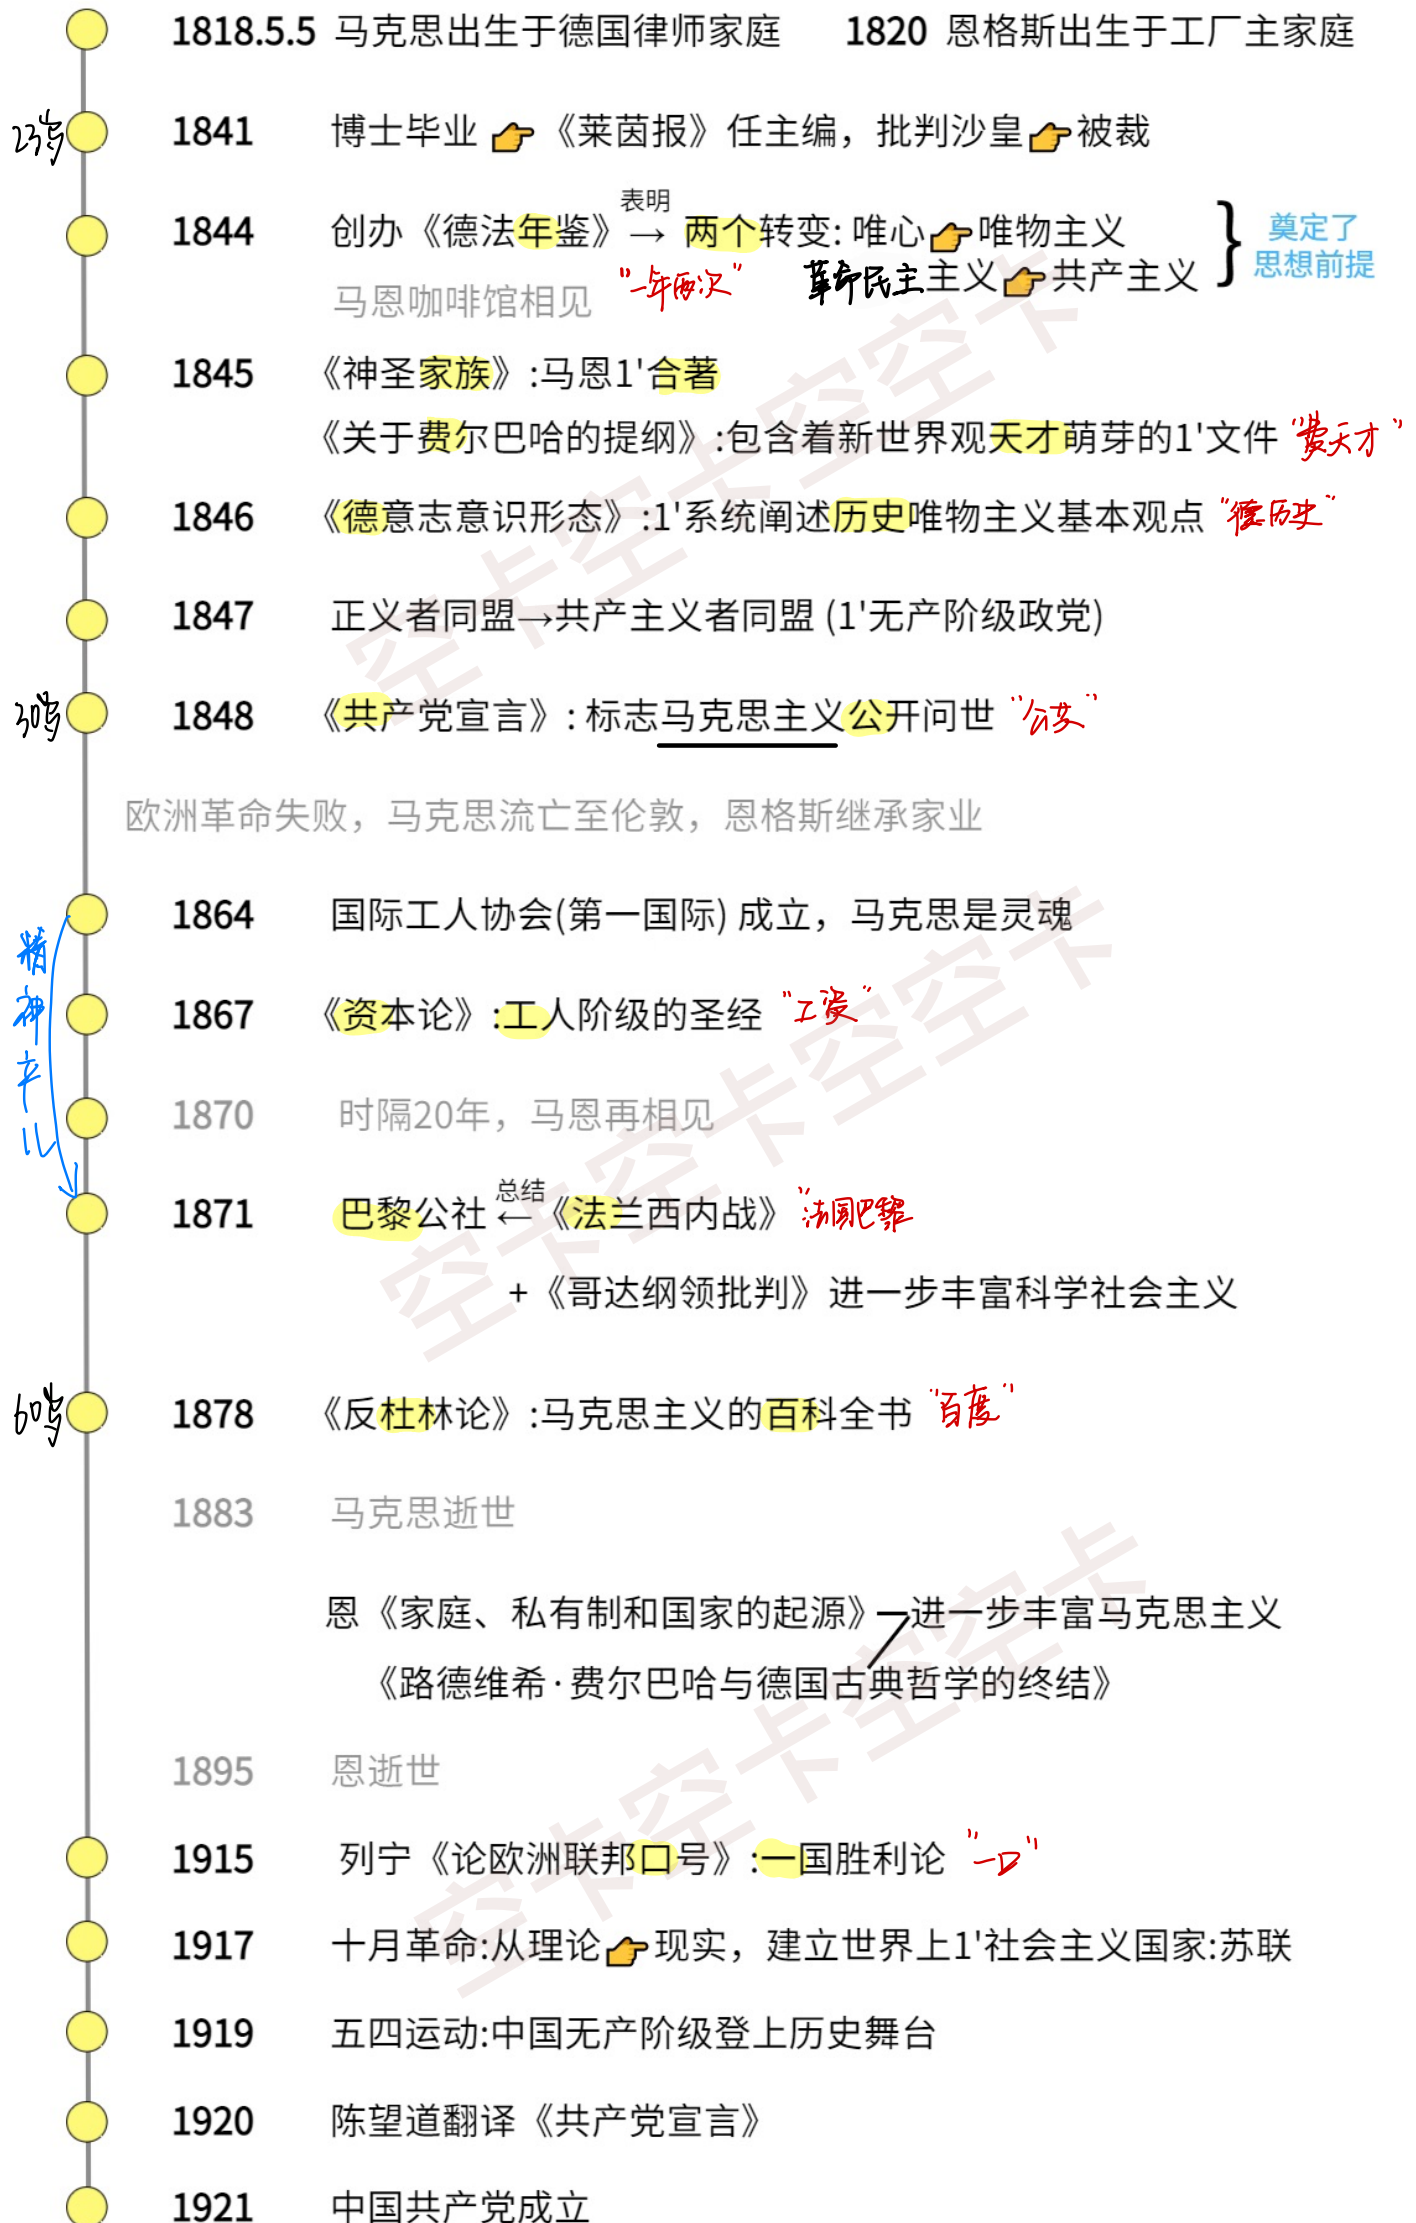 1818.5.5 马克思出生于德国律师家庭 1820 恩格斯出生于工厂主家庭
23岁 1841 博士毕业👉《莱茵报》任主编，批判沙皇👉被裁
表明
1844 创办《德法年鉴》→ 两个转变: 唯心👉唯物主义
革命民主主义👉共产主义
} 奠定了
思想前提
马恩咖啡馆相见 “一年两次”
1845 《神圣家族》:马恩1'合著
《关于费尔巴哈的提纲》:包含着新世界观天才萌芽的1'文件 “费天才”
1846 《德意志意识形态》:1'系统阐述历史唯物主义基本观点 “德历史”
1847 正义者同盟→共产主义者同盟 (1'无产阶级政党)
30岁 1848 《共产党宣言》: 标志马克思主义公开问世 “公共”
欧洲革命失败，马克思流亡至伦敦，恩格斯继承家业
1864 国际工人协会(第一国际) 成立，马克思是灵魂
精神产儿
1867 《资本论》:工人阶级的圣经 “工资”
1870 时隔20年，马恩再相见
总结
1871 巴黎公社 ←《法兰西内战》 “法国巴黎
+《哥达纲领批判》进一步丰富科学社会主义
60岁 1878 《反杜林论》:马克思主义的百科全书 “百度”
1883 马克思逝世
恩《家庭、私有制和国家的起源》—进一步丰富马克思主义
《路德维希·费尔巴哈与德国古典哲学的终结》
1895 恩逝世
1915 列宁《论欧洲联邦口号》:一国胜利论 “一口”
1917 十月革命:从理论👉现实，建立世界上1'社会主义国家:苏联
1919 五四运动:中国无产阶级登上历史舞台
1920 陈望道翻译《共产党宣言》
1921 中国共产党成立
空卡空卡空空卡
空卡空卡空空卡
空卡空卡空空卡